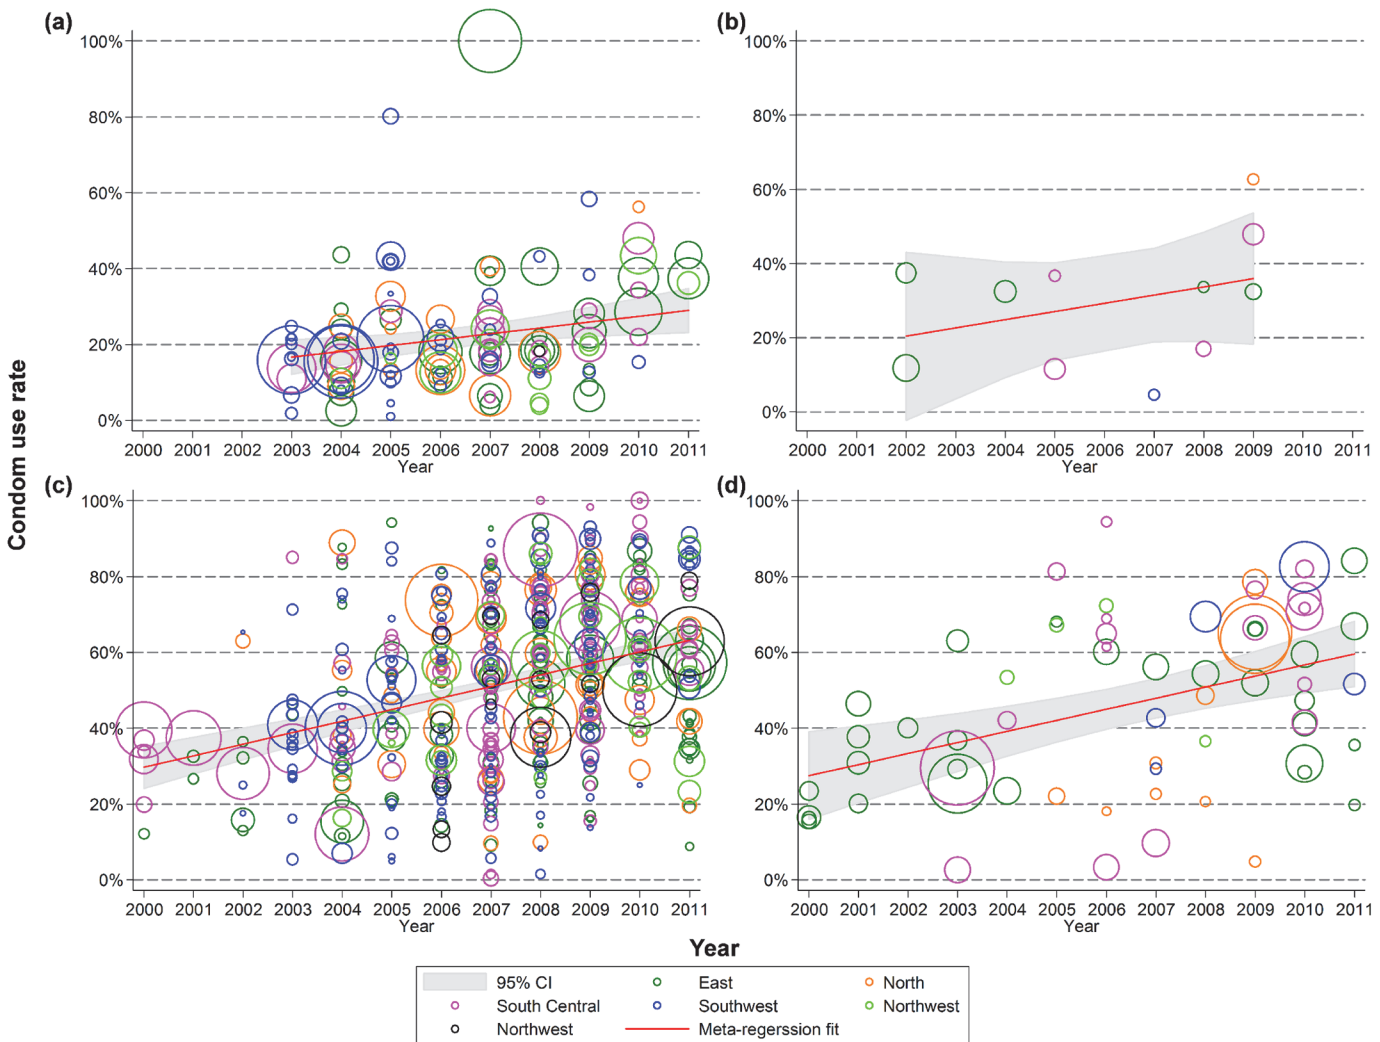 (a)
100%
80%
60%
40%
20%
0%
2000 2001 2002 2003 2004 2005 2006 2007 2008 2009 2010 2011
Year
(b)
100%
80%
60%
40%
20%
0%
2000 2001 2002 2003 2004 2005 2006 2007 2008 2009 2010 2011
Year
Condom use rate
(c)
100%
80%
60%
40%
20%
0%
2000 2001 2002 2003 2004 2005 2006 2007 2008 2009 2010 2011
Year
(d)
100%
80%
60%
40%
20%
0%
2000 2001 2002 2003 2004 2005 2006 2007 2008 2009 2010 2011
Year
Year
95% CI East North
South Central Southwest Northwest
Northwest Meta-regerssion fit